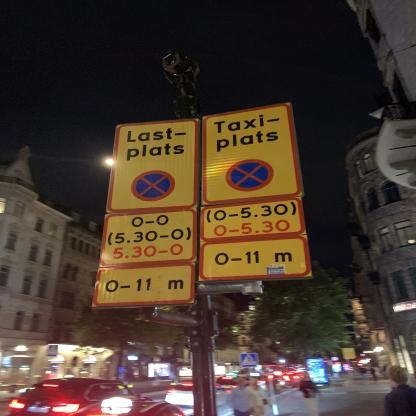 Last-
plats
0-0
(5.30-0)
5.30-0
0-11 m
Taxi-
plats
(0-5.30)
0-5.30
0-11 m